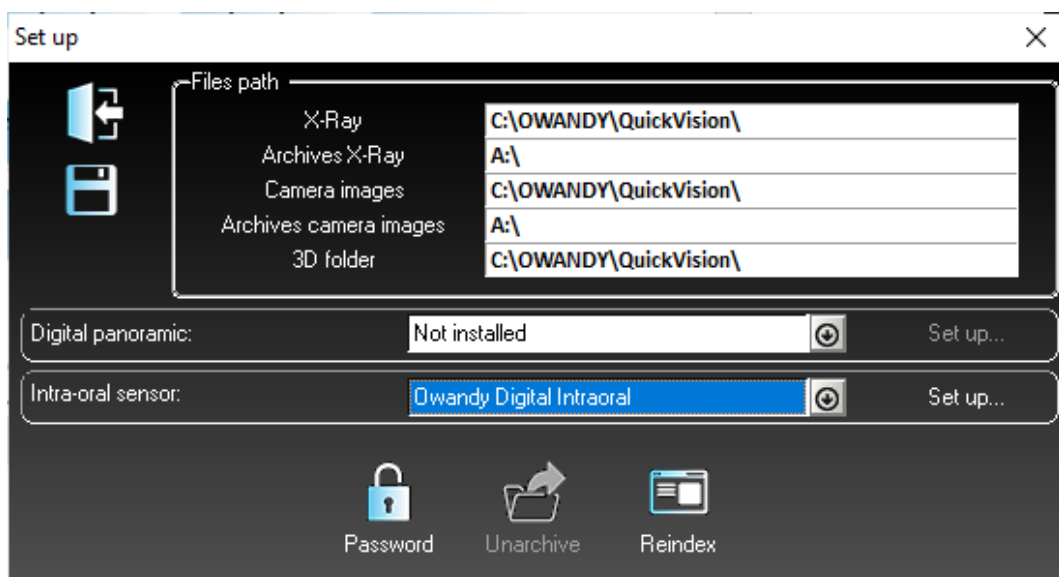 Set up
Files path
X-Ray C:\OWANDY\QuickVision\
Archives X-Ray A:\
Camera images C:\OWANDY\QuickVision\
Archives camera images A:\
3D folder C:\OWANDY\QuickVision\
Digital panoramic: Not installed Set up...
Intra-oral sensor: Owandy Digital Intraoral Set up...
Password Unarchive Reindex